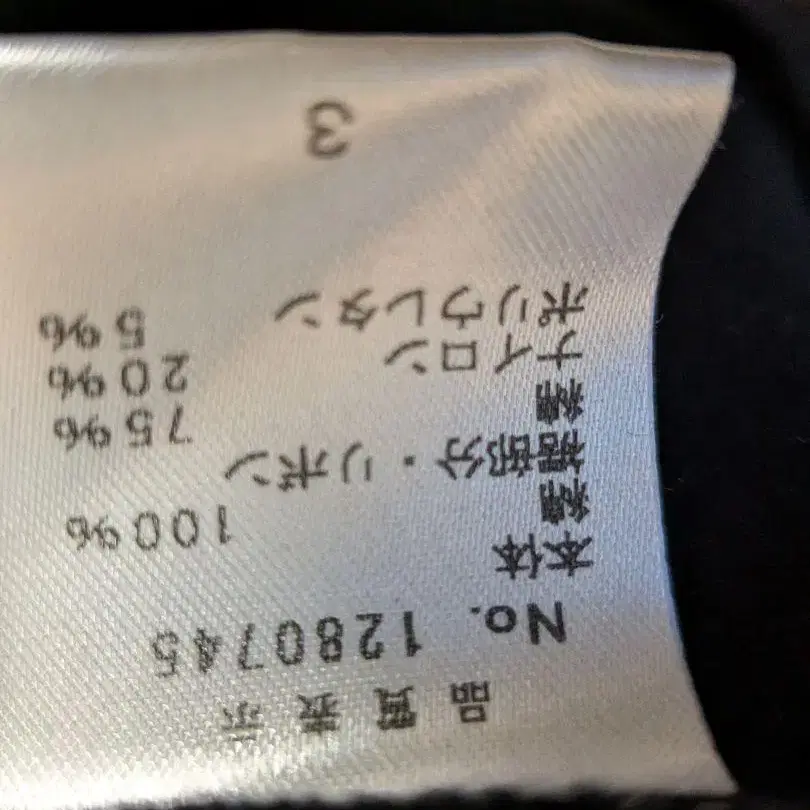 品質表示
No. 1280745
本体
綿 100%
裾部分・リボン
綿 75%
ナイロン 20%
ポリウレタン 5%
3